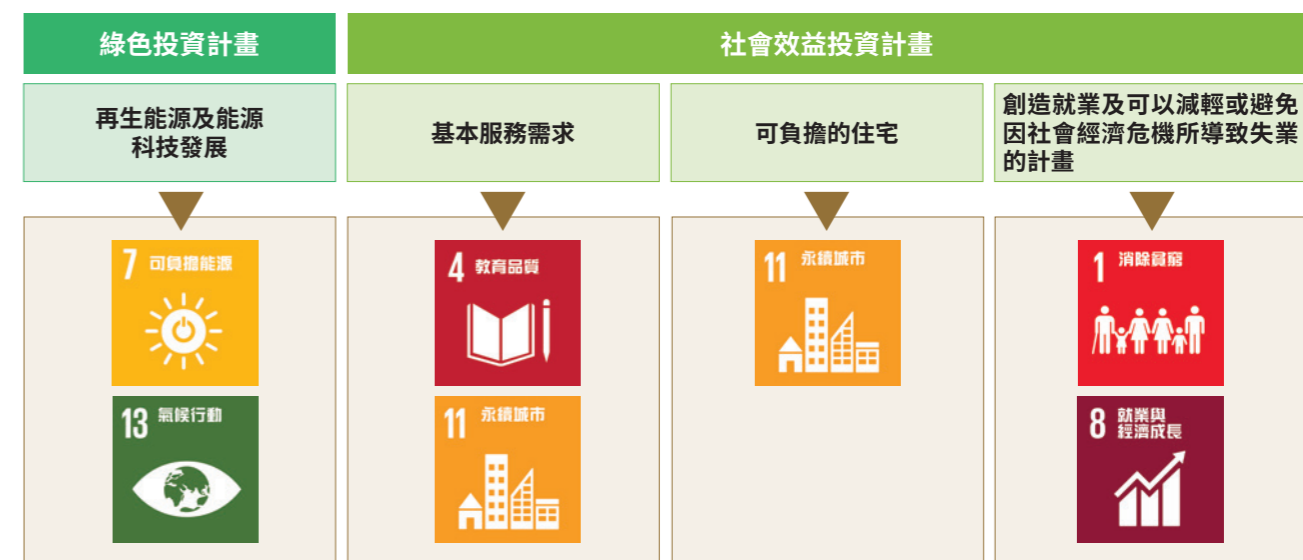 綠色投資計畫
社會效益投資計畫
再生能源及能源
科技發展
基本服務需求
可負擔的住宅
創造就業及可以減輕或避免
因社會經濟危機所導致失業
的計畫
7 可負擔能源
13 氣候行動
4 教育品質
11 永續城市
11 永續城市
1 消除貧窮
8 就業與
經濟成長